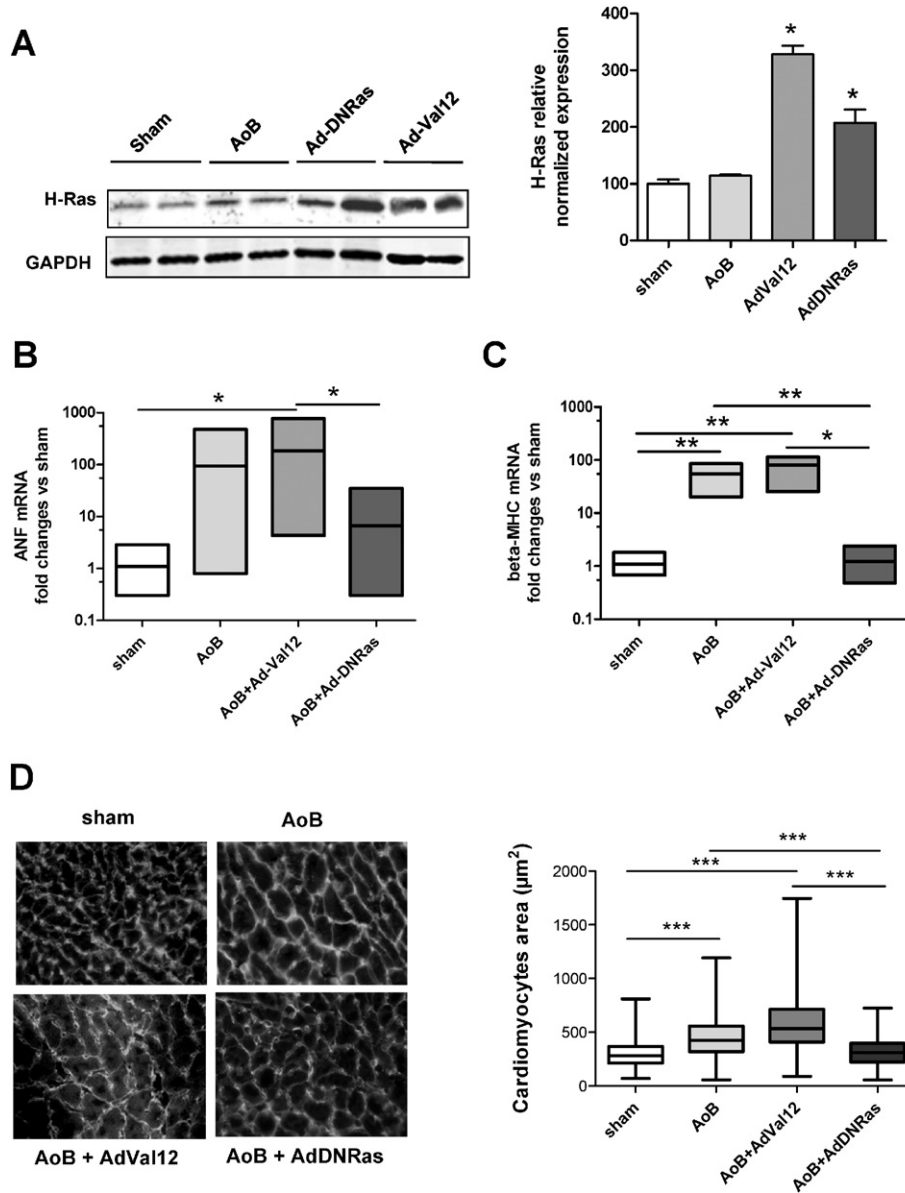 A
Sham
AoB
Ad-DNRas
Ad-Val12
H-Ras
GAPDH
H-Ras relative
normalized expression
400
300
200
100
0
*
*
sham
AoB
AdVal12
AdDNRas
B
ANF mRNA
fold changes vs sham
1000
100
10
1
0.1
*
*
sham
AoB
AoB+Ad-Val12
AoB+Ad-DNRas
C
beta-MHC mRNA
fold changes vs sham
1000
100
10
1
0.1
**
**
**
*
sham
AoB
AoB+Ad-Val12
AoB+Ad-DNRas
D
sham
AoB
AoB + AdVal12
AoB + AdDNRas
Cardiomyocytes area (µm²)
2000
1500
1000
500
0
***
***
***
***
sham
AoB
AoB+AdVal12
AoB+AdDNRas